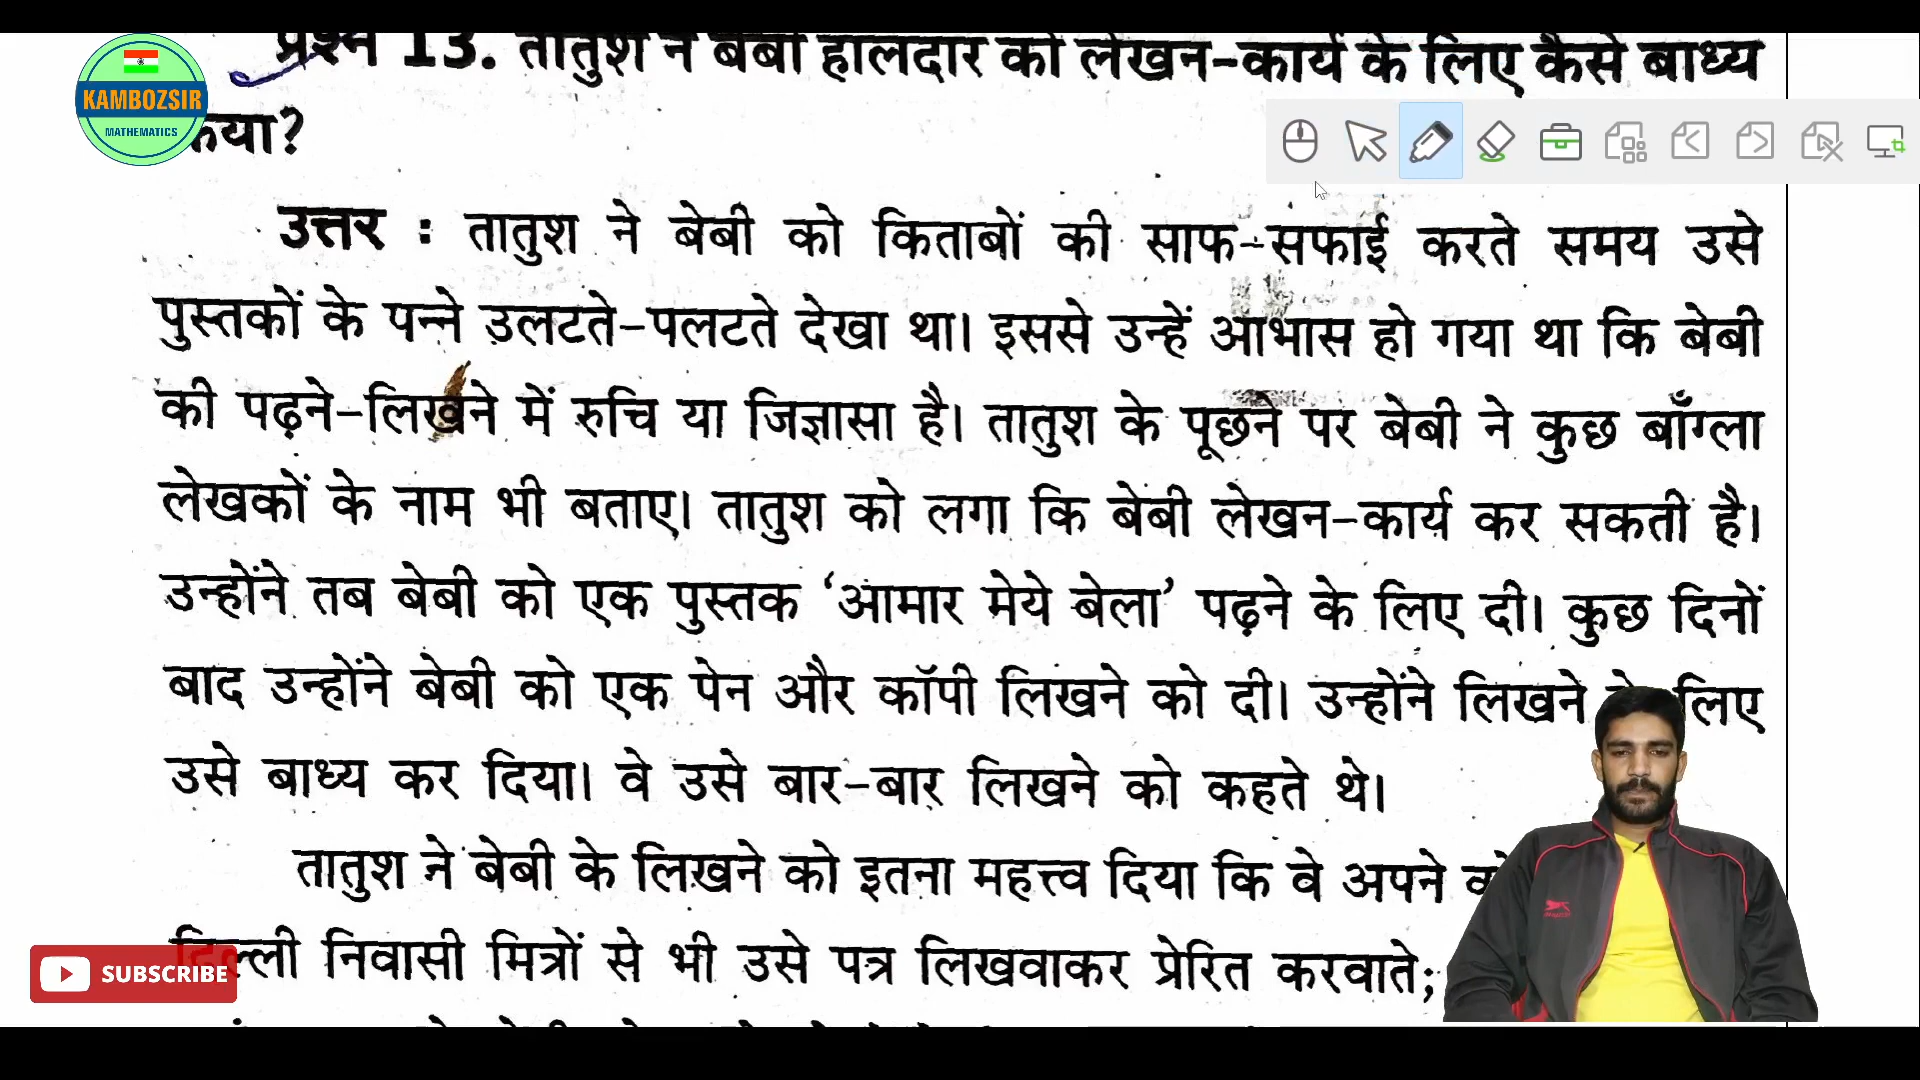 प्रश्न 13. तातुश ने बेबी हालदार को लेखन-कार्य के लिए कैसे बाध्य
किया?
KAMBOZSIR
MATHEMATICS
उत्तर : तातुश ने बेबी को किताबों की साफ-सफाई करते समय उसे
पुस्तकों के पन्ने उलटते-पलटते देखा था। इससे उन्हें आभास हो गया था कि बेबी
की पढ़ने-लिखने में रुचि या जिज्ञासा है। तातुश के पूछने पर बेबी ने कुछ बाँग्ला
लेखकों के नाम भी बताए। तातुश को लगा कि बेबी लेखन-कार्य कर सकती है।
उन्होंने तब बेबी को एक पुस्तक ‘आमार मेये बेला’ पढ़ने के लिए दी। कुछ दिनों
बाद उन्होंने बेबी को एक पेन और कॉपी लिखने को दी। उन्होंने लिखने के लिए
उसे बाध्य कर दिया। वे उसे बार-बार लिखने को कहते थे।
तातुश ने बेबी के लिखने को इतना महत्त्व दिया कि वे अपने
दिल्ली निवासी मित्रों से भी उसे पत्र लिखवाकर प्रेरित करवाते;
SUBSCRIBE